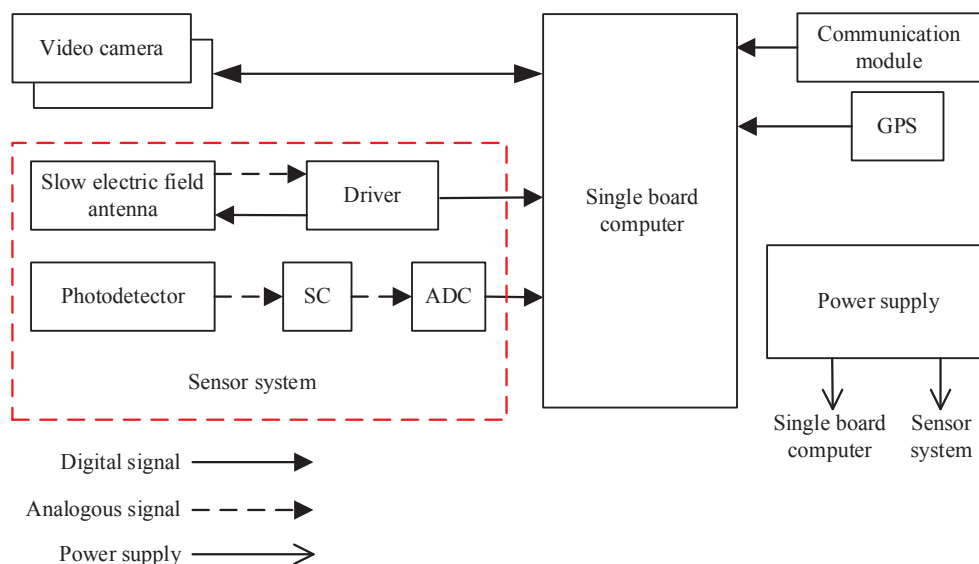 Video camera
Communication
module
GPS
Slow electric field
antenna
Driver
Single board
computer
Photodetector
SC
ADC
Power supply
Sensor system
Single board
computer
Sensor
system
Digital signal
Analogous signal
Power supply